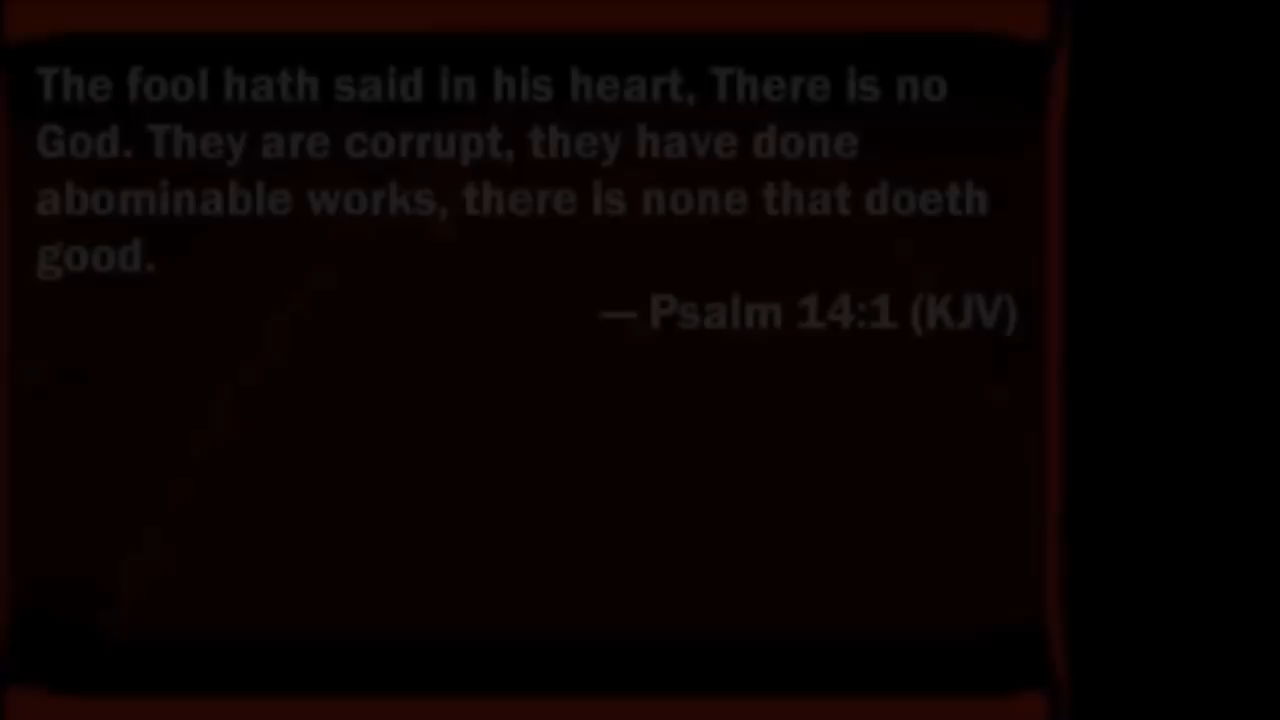 The fool hath said in his heart, There is no
God. They are corrupt, they have done
abominable works, there is none that doeth
good.
— Psalm 14:1 (KJV)